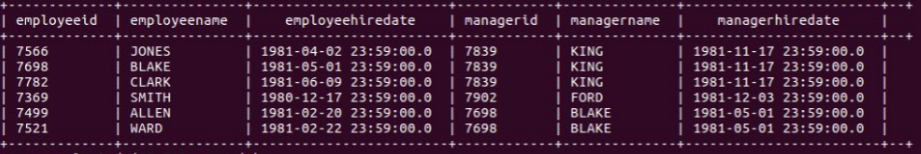 | employeeid | employeename | employeehiredate | managerid | managername | managerhiredate |
| 7566 | JONES | 1981-04-02 23:59:00.0 | 7839 | KING | 1981-11-17 23:59:00.0 |
| 7698 | BLAKE | 1981-05-01 23:59:00.0 | 7839 | KING | 1981-11-17 23:59:00.0 |
| 7782 | CLARK | 1981-06-09 23:59:00.0 | 7839 | KING | 1981-11-17 23:59:00.0 |
| 7369 | SMITH | 1980-12-17 23:59:00.0 | 7902 | FORD | 1981-12-03 23:59:00.0 |
| 7499 | ALLEN | 1981-02-20 23:59:00.0 | 7698 | BLAKE | 1981-05-01 23:59:00.0 |
| 7521 | WARD | 1981-02-22 23:59:00.0 | 7698 | BLAKE | 1981-05-01 23:59:00.0 |